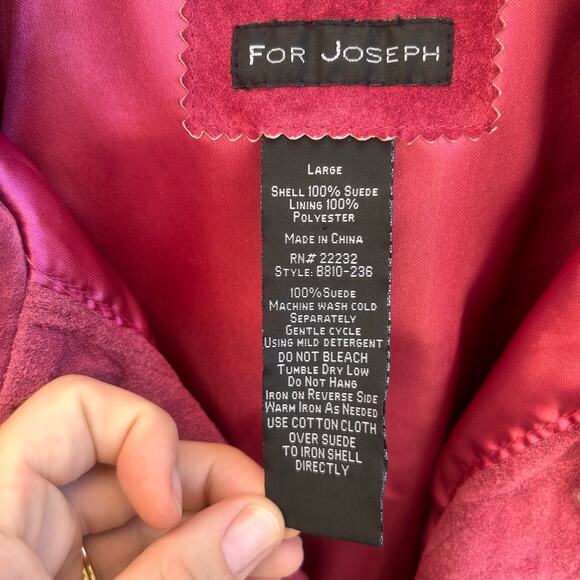 FOR JOSEPH
LARGE
SHELL 100% SUEDE
LINING 100%
POLYESTER
MADE IN CHINA
RN# 22232
STYLE: B810-236
100%SUEDE
MACHINE WASH COLD
SEPARATELY
GENTLE CYCLE
USING MILD DETERGENT
DO NOT BLEACH
TUMBLE DRY LOW
DO NOT HANG
IRON ON REVERSE SIDE
WARM IRON AS NEEDED
USE COTTON CLOTH
OVER SUEDE
TO IRON SHELL
DIRECTLY